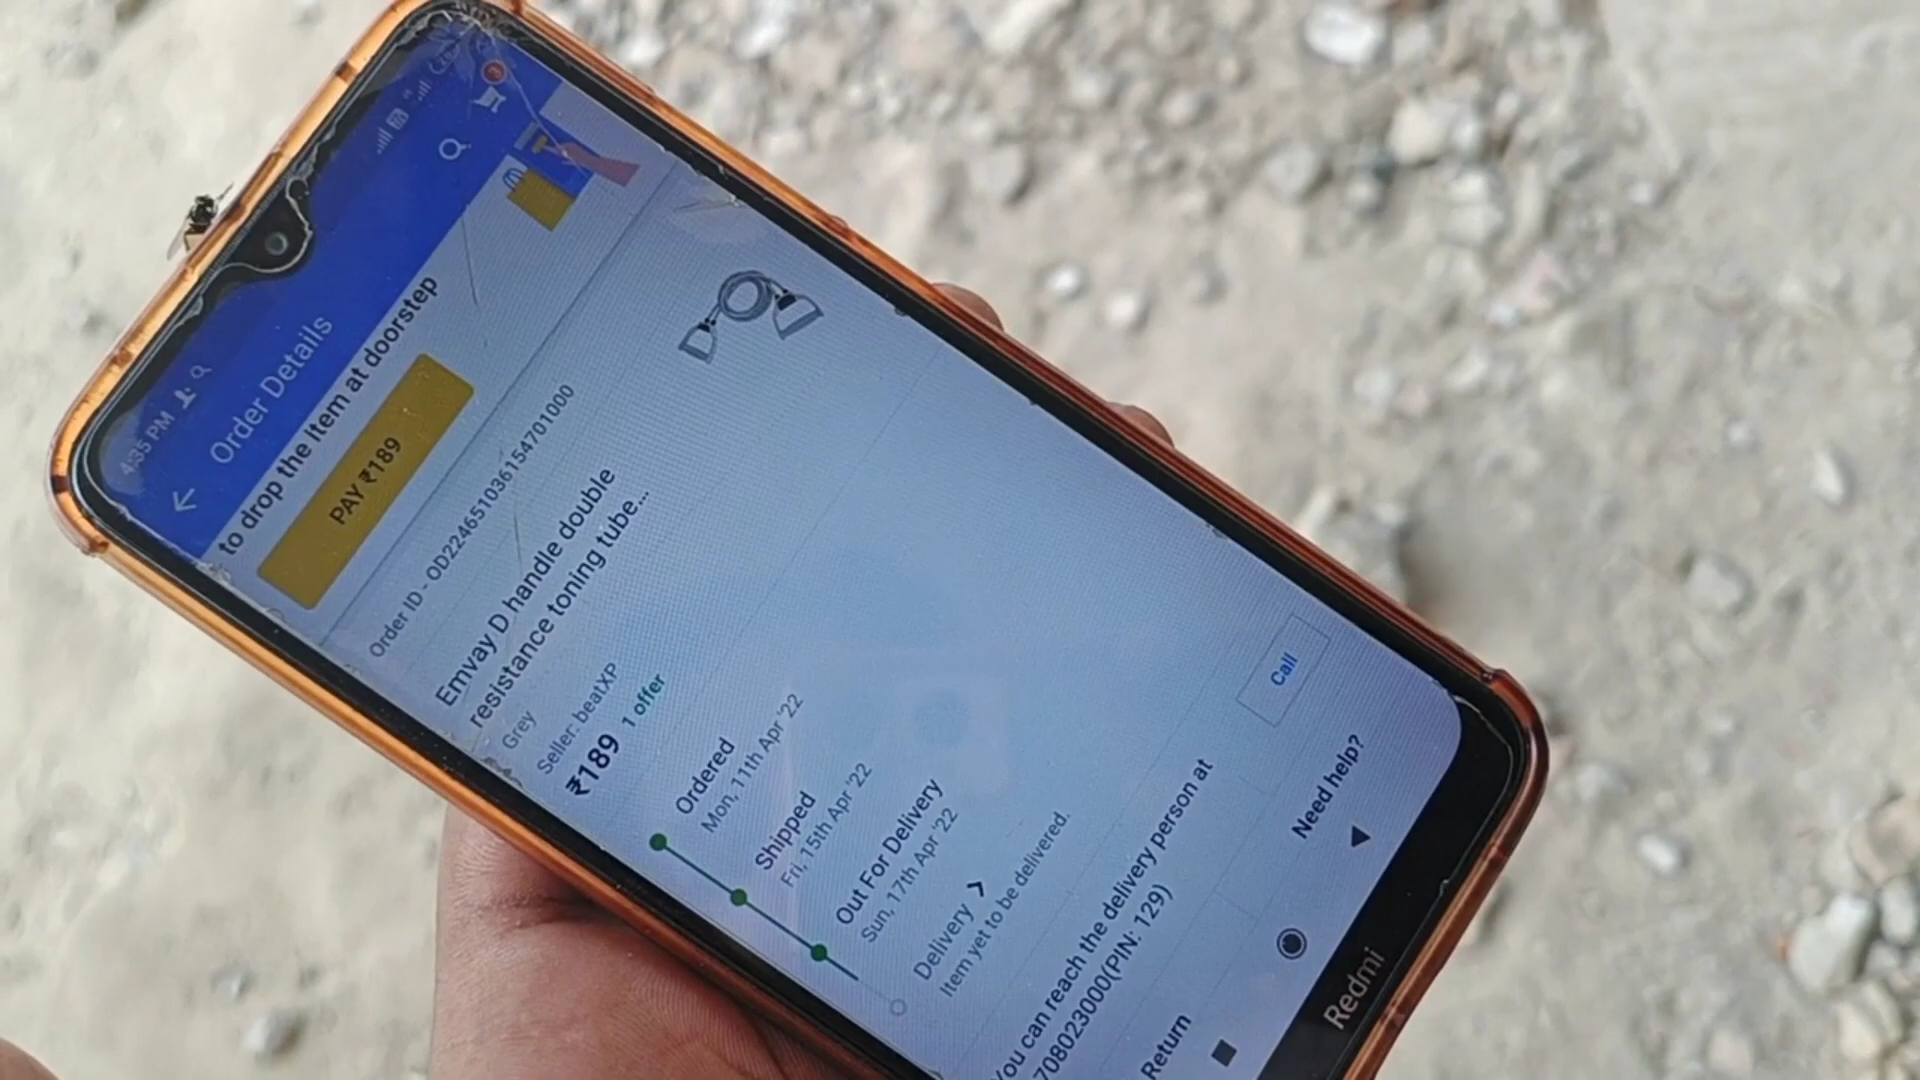 4:35 PM
3
Order Details
to drop the item at doorstep
PAY ₹189
Order ID - OD224651036154701000
Emvay D handle double
resistance toning tube...
Grey
Seller: beatXP
₹189 1 offer
Ordered
Mon, 11th Apr '22
Shipped
Fri, 15th Apr '22
Out For Delivery
Sun, 17th Apr '22
Delivery
Item yet to be delivered.
You can reach the delivery person at
7080023000(PIN: 129)
Call
Return
Need help?
Redmi